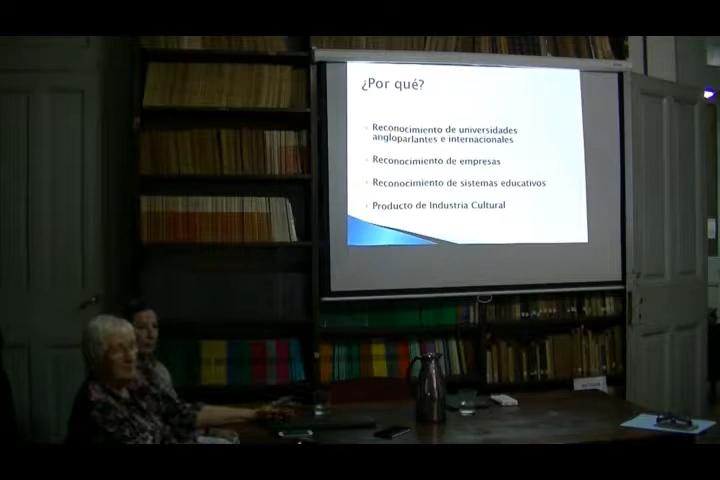 ¿Por qué?
Reconocimiento de universidades
angloparlantes e internacionales
Reconocimiento de empresas
Reconocimiento de sistemas educativos
Producto de Industria Cultural